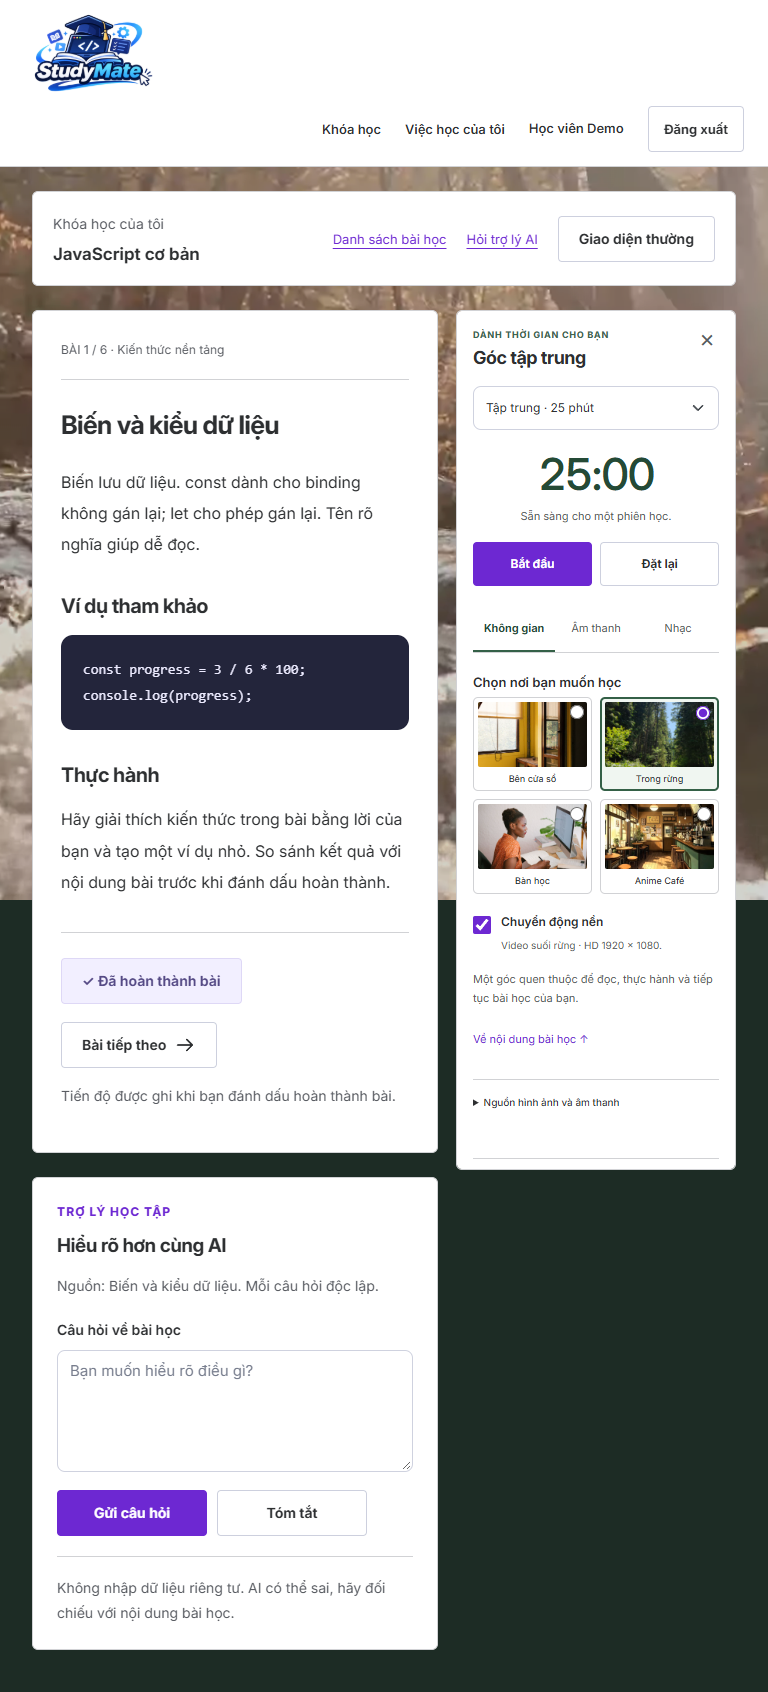 </>
StudyMate
Khóa học
Việc học của tôi
Học viên Demo
Đăng xuất
Khóa học của tôi
JavaScript cơ bản
Danh sách bài học
Hỏi trợ lý AI
Giao diện thường
BÀI 1 / 6 · Kiến thức nền tảng
Biến và kiểu dữ liệu
Biến lưu dữ liệu. const dành cho binding
không gán lại; let cho phép gán lại. Tên rõ
nghĩa giúp dễ đọc.
Ví dụ tham khảo
const progress = 3 / 6 * 100;
console.log(progress);
Thực hành
Hãy giải thích kiến thức trong bài bằng lời của
bạn và tạo một ví dụ nhỏ. So sánh kết quả với
nội dung bài trước khi đánh dấu hoàn thành.
✓ Đã hoàn thành bài
Bài tiếp theo →
Tiến độ được ghi khi bạn đánh dấu hoàn thành bài.
DÀNH THỜI GIAN CHO BẠN
Góc tập trung
Tập trung · 25 phút
25:00
Sẵn sàng cho một phiên học.
Bắt đầu
Đặt lại
Không gian
Âm thanh
Nhạc
Chọn nơi bạn muốn học
Bên cửa sổ
Trong rừng
Bàn học
Anime Café
Chuyển động nền
Video suối rừng · HD 1920 × 1080.
Một góc quen thuộc để đọc, thực hành và tiếp
tục bài học của bạn.
Về nội dung bài học ↑
Nguồn hình ảnh và âm thanh
TRỢ LÝ HỌC TẬP
Hiểu rõ hơn cùng AI
Nguồn: Biến và kiểu dữ liệu. Mỗi câu hỏi độc lập.
Câu hỏi về bài học
Bạn muốn hiểu rõ điều gì?
Gửi câu hỏi
Tóm tắt
Không nhập dữ liệu riêng tư. AI có thể sai, hãy đối
chiếu với nội dung bài học.